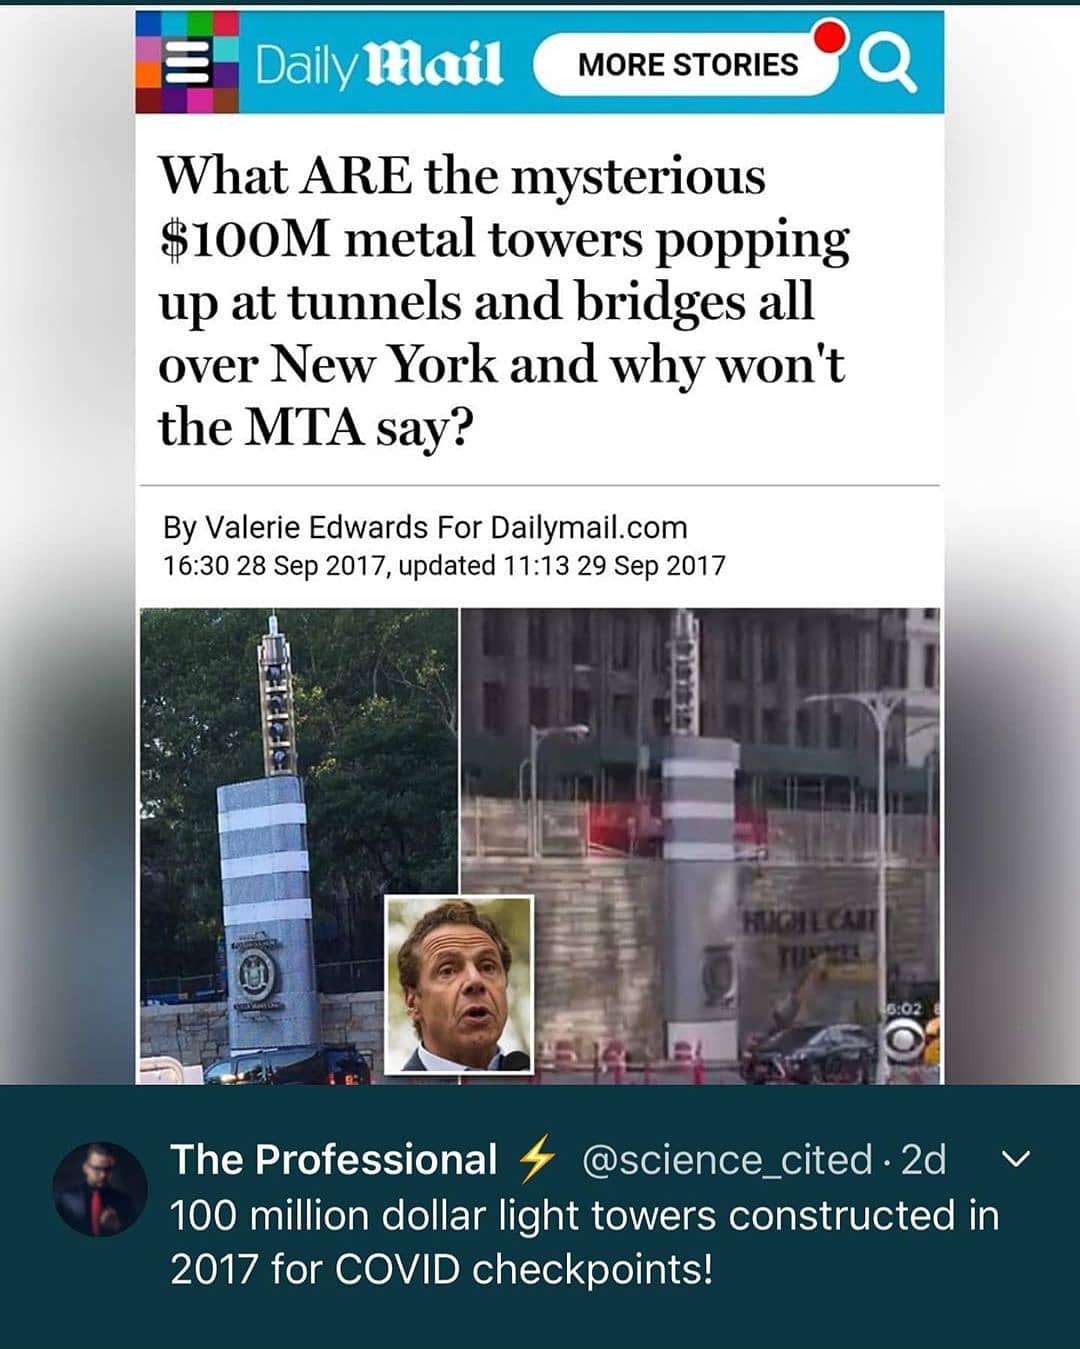 Daily Mail
MORE STORIES
What ARE the mysterious
$100M metal towers popping
up at tunnels and bridges all
over New York and why won't
the MTA say?
By Valerie Edwards For Dailymail.com
16:30 28 Sep 2017, updated 11:13 29 Sep 2017
HUGH L CAREY
TUNNEL
6:02
The Professional ⚡ @science_cited · 2d
100 million dollar light towers constructed in
2017 for COVID checkpoints!